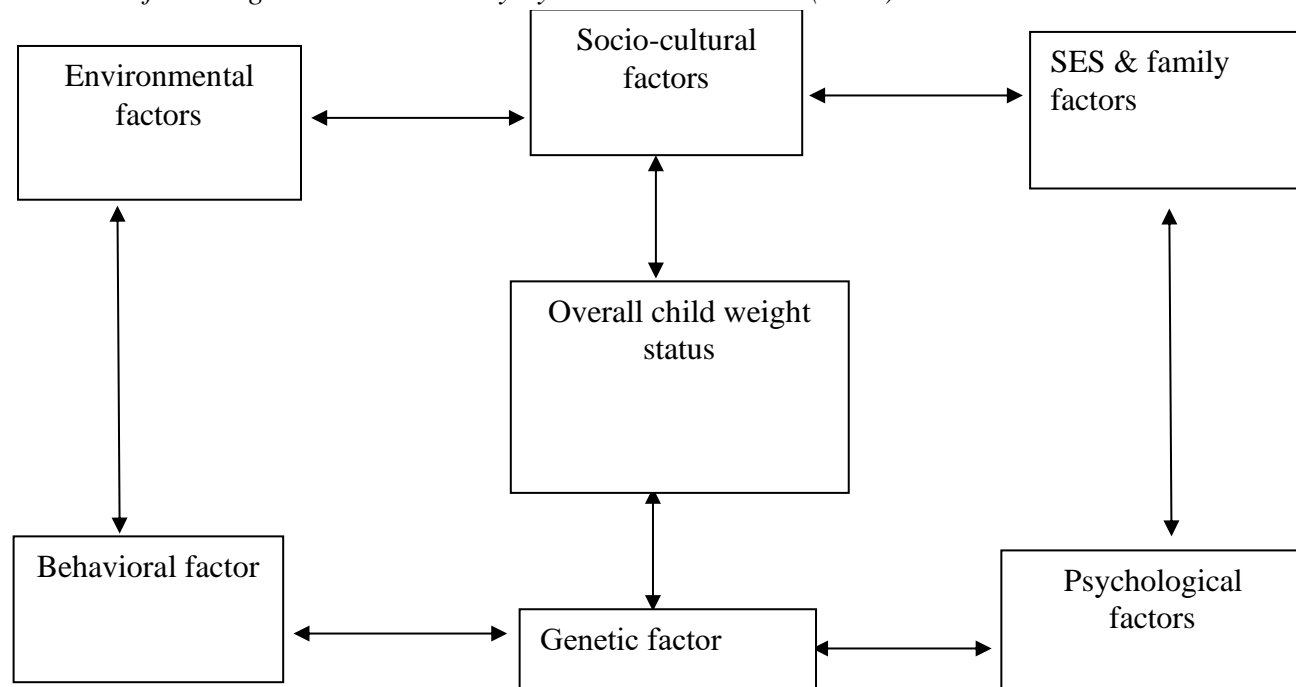 Environmental
factors
Socio-cultural
factors
SES & family
factors
Overall child weight
status
Behavioral factor
Genetic factor
Psychological
factors